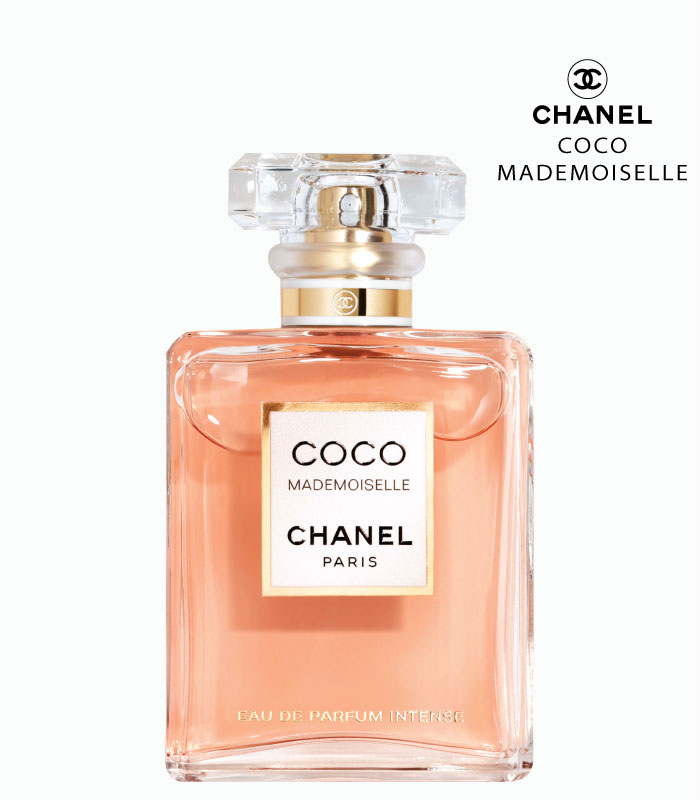 CHANEL
COCO
MADEMOISELLE
COCO
MADEMOISELLE
CHANEL
PARIS
EAU DE PARFUM INTENSE